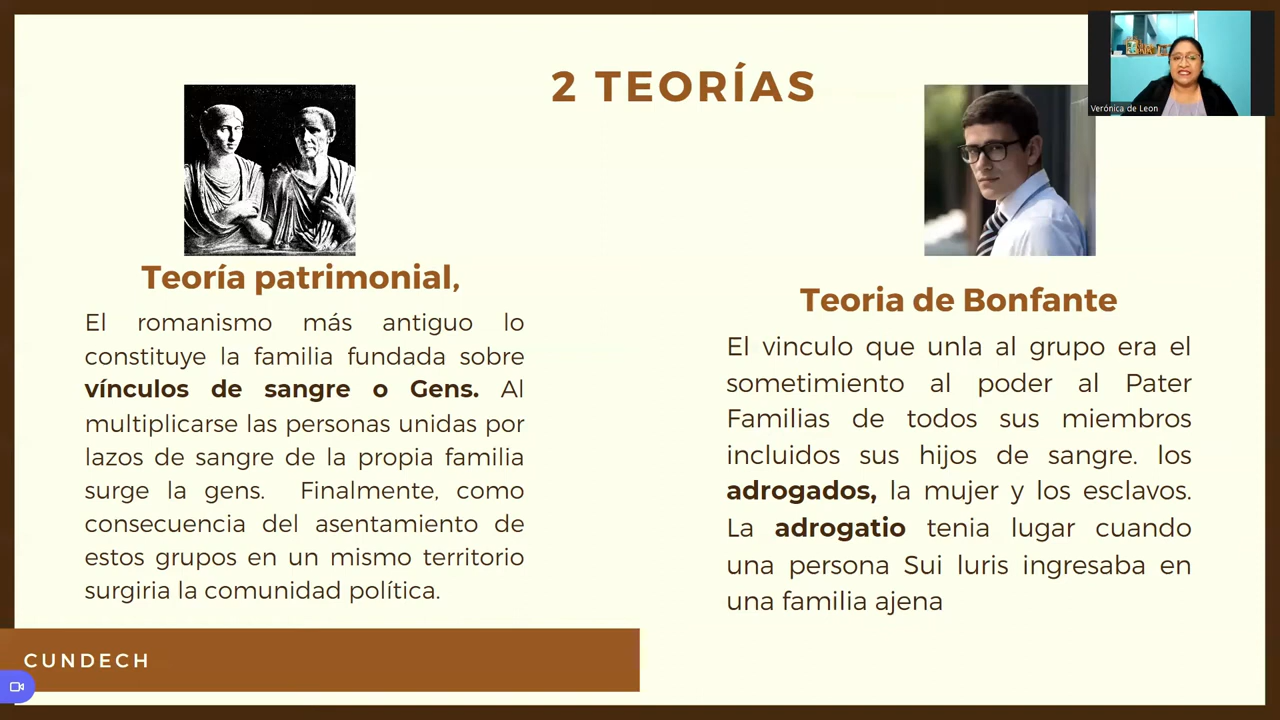 2 TEORÍAS
Verónica de Leon
Teoría patrimonial,
El romanismo más antiguo lo
constituye la familia fundada sobre
vínculos de sangre o Gens. Al
multiplicarse las personas unidas por
lazos de sangre de la propia familia
surge la gens. Finalmente, como
consecuencia del asentamiento de
estos grupos en un mismo territorio
surgiria la comunidad política.
Teoria de Bonfante
El vinculo que unla al grupo era el
sometimiento al poder al Pater
Familias de todos sus miembros
incluidos sus hijos de sangre. los
adrogados, la mujer y los esclavos.
La adrogatio tenia lugar cuando
una persona Sui Iuris ingresaba en
una familia ajena
CUNDECH